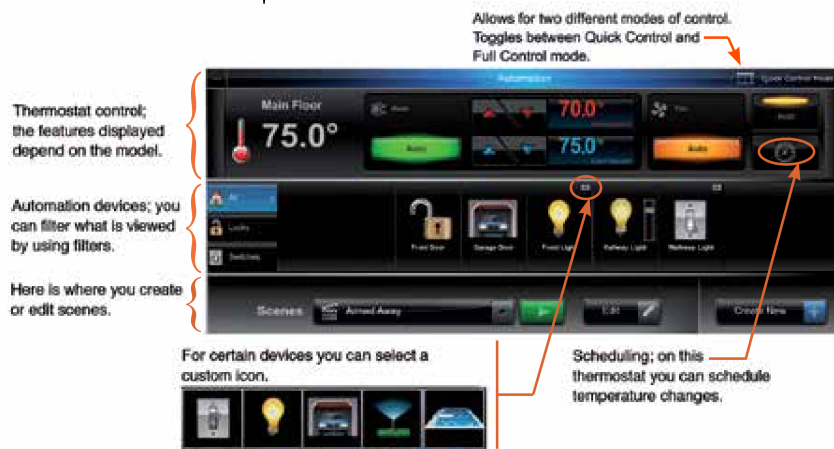 Allows for two different modes of control.
Toggles between Quick Control and
Full Control mode.
Automation
Quick Control Mode
Thermostat control;
the features displayed
depend on the model.
Main Floor
75.0°
Mode
Auto
70.0°
75.0°
Fan
Auto
Hold
Automation devices; you
can filter what is viewed
by using filters.
All
Locks
Switches
Front Door
Garage Door
Front Light
Hallway Light
Hallway Light
Here is where you create
or edit scenes.
Scenes
Armed Away
Edit
Create New
For certain devices you can select a
custom icon.
Scheduling; on this
thermostat you can schedule
temperature changes.